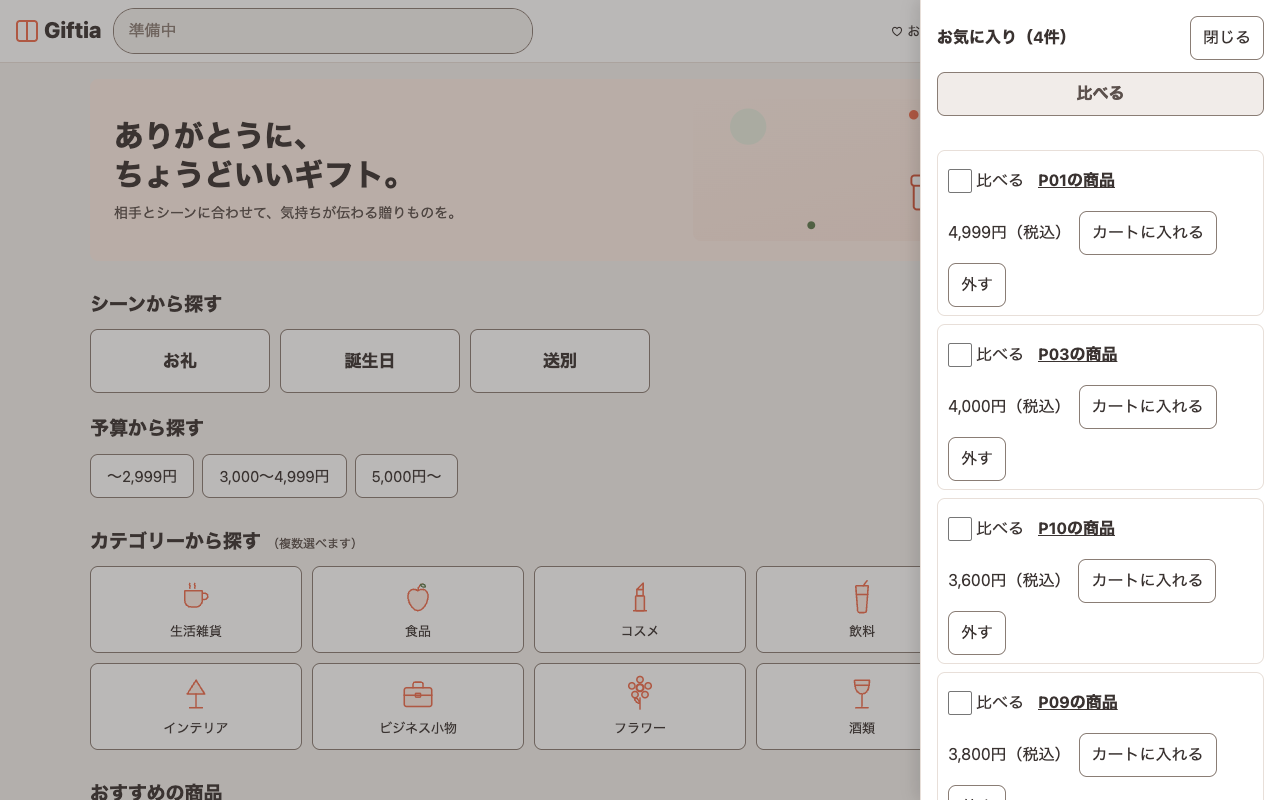 Giftia
準備中
ありがとうに、
ちょうどいいギフト。
相手とシーンに合わせて、気持ちが伝わる贈りものを。
シーンから探す
お礼
誕生日
送別
予算から探す
〜2,999円
3,000〜4,999円
5,000円〜
カテゴリーから探す （複数選べます）
生活雑貨
食品
コスメ
飲料
インテリア
ビジネス小物
フラワー
酒類
おすすめの商品
お気に入り（4件）
閉じる
比べる
比べる P01の商品
4,999円（税込） カートに入れる
外す
比べる P03の商品
4,000円（税込） カートに入れる
外す
比べる P10の商品
3,600円（税込） カートに入れる
外す
比べる P09の商品
3,800円（税込） カートに入れる